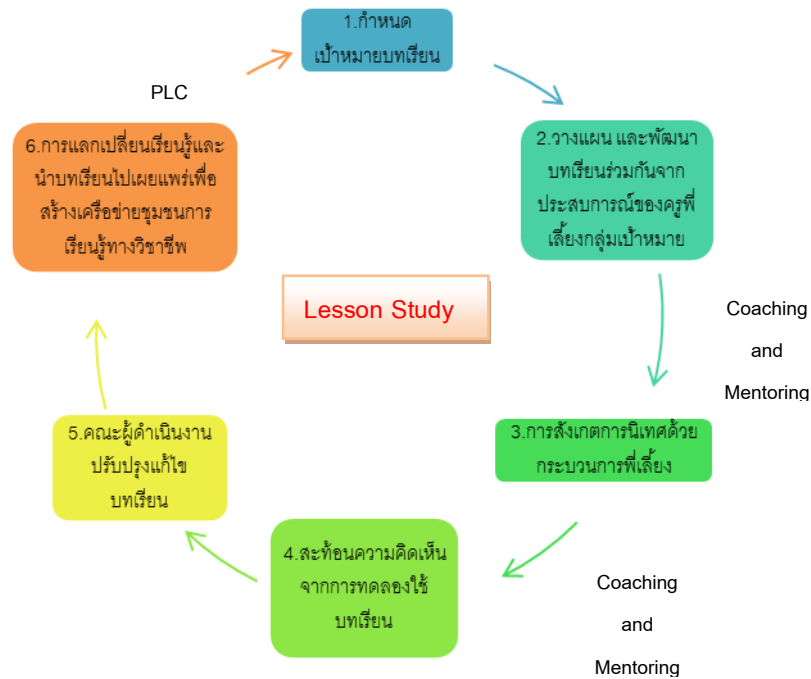 1.กำหนด
เป้าหมายบทเรียน
PLC
6.การแลกเปลี่ยนเรียนรู้และ
นำบทเรียนไปเผยแพร่เพื่อ
สร้างเครือข่ายชุมชนการ
เรียนรู้ทางวิชาชีพ
2.วางแผน และพัฒนา
บทเรียนร่วมกันจาก
ประสบการณ์ของครูพี่
เลี้ยงกลุ่มเป้าหมาย
Lesson Study
Coaching
and
Mentoring
5.คณะผู้ดำเนินงาน
ปรับปรุงแก้ไข
บทเรียน
3.การสังเกตการนิเทศด้วย
กระบวนการพี่เลี้ยง
4.สะท้อนความคิดเห็น
จากการทดลองใช้
บทเรียน
Coaching
and
Mentoring